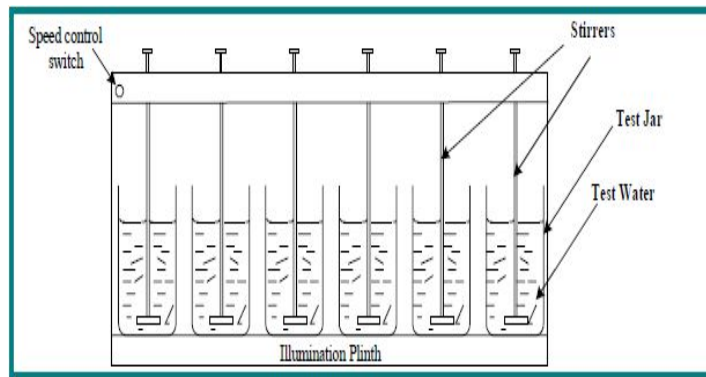 Speed control
switch
Stirrers
Test Jar
Test Water
Illumination Plinth